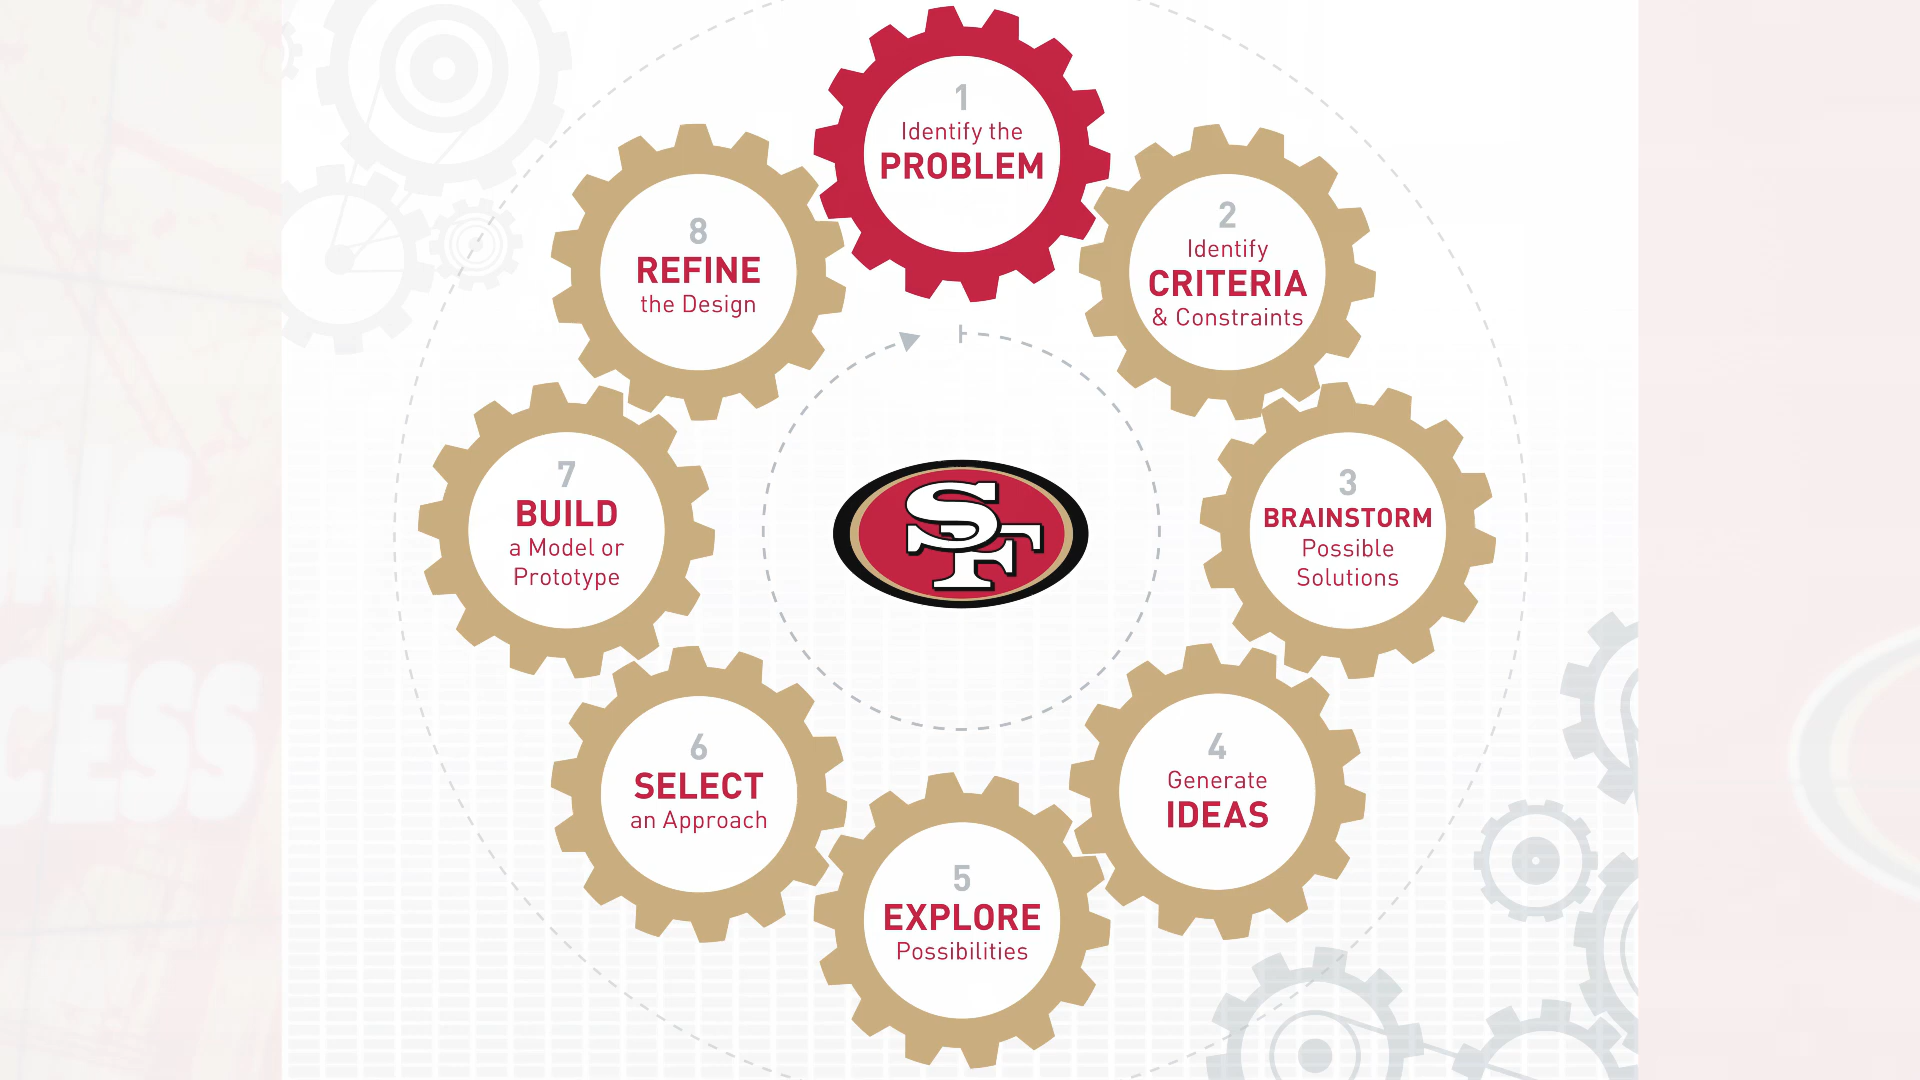 1
Identify the
PROBLEM
2
Identify
CRITERIA
& Constraints
3
BRAINSTORM
Possible
Solutions
4
Generate
IDEAS
5
EXPLORE
Possibilities
6
SELECT
an Approach
7
BUILD
a Model or
Prototype
8
REFINE
the Design
SF